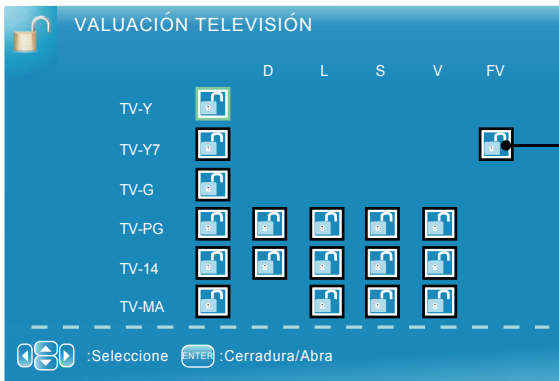 VALUACIÓN TELEVISIÓN
D L S V FV
TV-Y
TV-Y7
TV-G
TV-PG
TV-14
TV-MA
:Seleccione ENTER :Cerradura/Abra